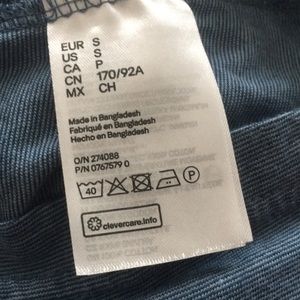 EUR S
US S
CA P
CN 170/92A
MX CH
Made in Bangladesh
Fabriqué en Bangladesh
Hecho en Bangladesh
O/N 274088
P/N 0767579 0
40
P
clevercare.info